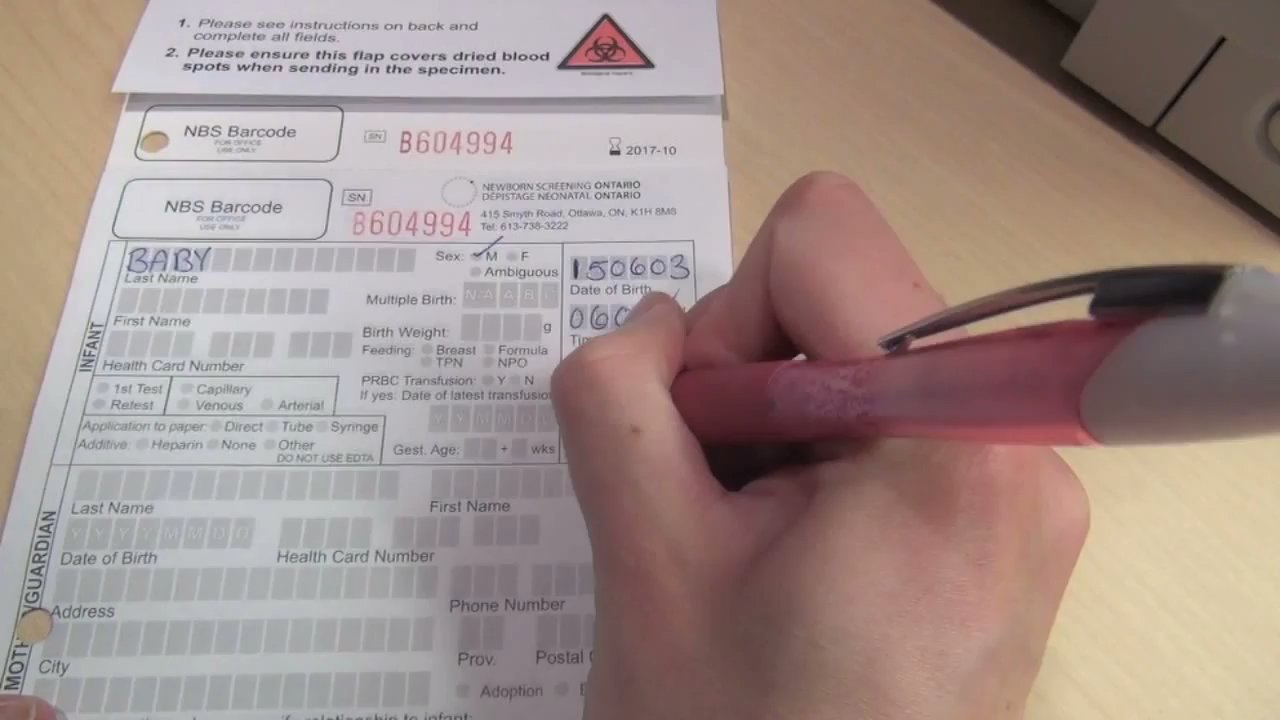 1. Please see instructions on back and
complete all fields.
2. Please ensure this flap covers dried blood
spots when sending in the specimen.
NBS Barcode
FOR OFFICE
USE ONLY
SN
B604994
2017-10
NBS Barcode
FOR OFFICE
USE ONLY
SN
B604994
NEWBORN SCREENING ONTARIO
DÉPISTAGE NÉONATAL ONTARIO
415 Smyth Road, Ottawa, ON, K1H 8M8
Tel: 613-738-3222
INFANT
BABY
Last Name
Sex: M F
Ambiguous
150603
Date of Birth
First Name
Multiple Birth:
Birth Weight: g
Health Card Number
Feeding: Breast Formula
TPN NPO
1st Test Capillary
Retest Venous Arterial
PRBC Transfusion: Y N
If yes: Date of latest transfusio
YYMMD
Application to paper: Direct Tube Syringe
Additive: Heparin None Other
DO NOT USE EDTA
Gest. Age: + wks
GUARDIAN
Last Name
First Name
YYYYMMDD
Date of Birth
Health Card Number
Address
Phone Number
City
Prov.
Postal
Adoption